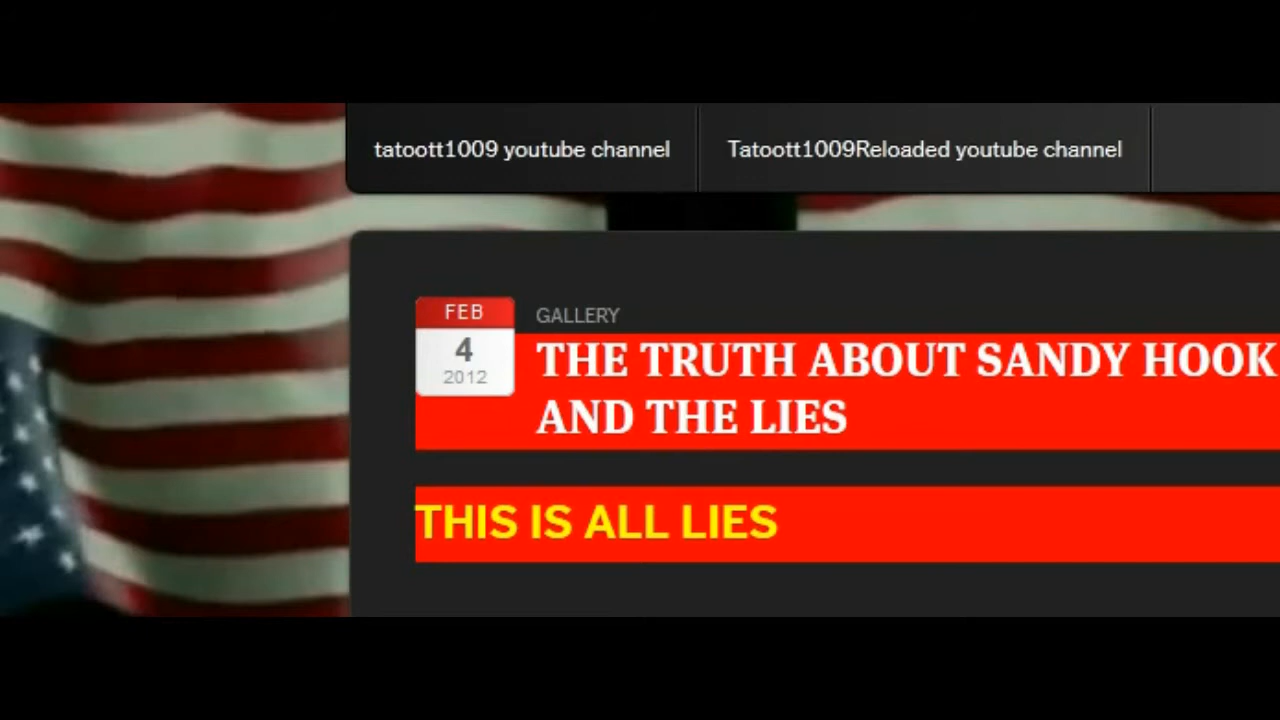 tatoott1009 youtube channel
Tatoott1009Reloaded youtube channel
FEB
4
2012
GALLERY
THE TRUTH ABOUT SANDY HOOK
AND THE LIES
THIS IS ALL LIES